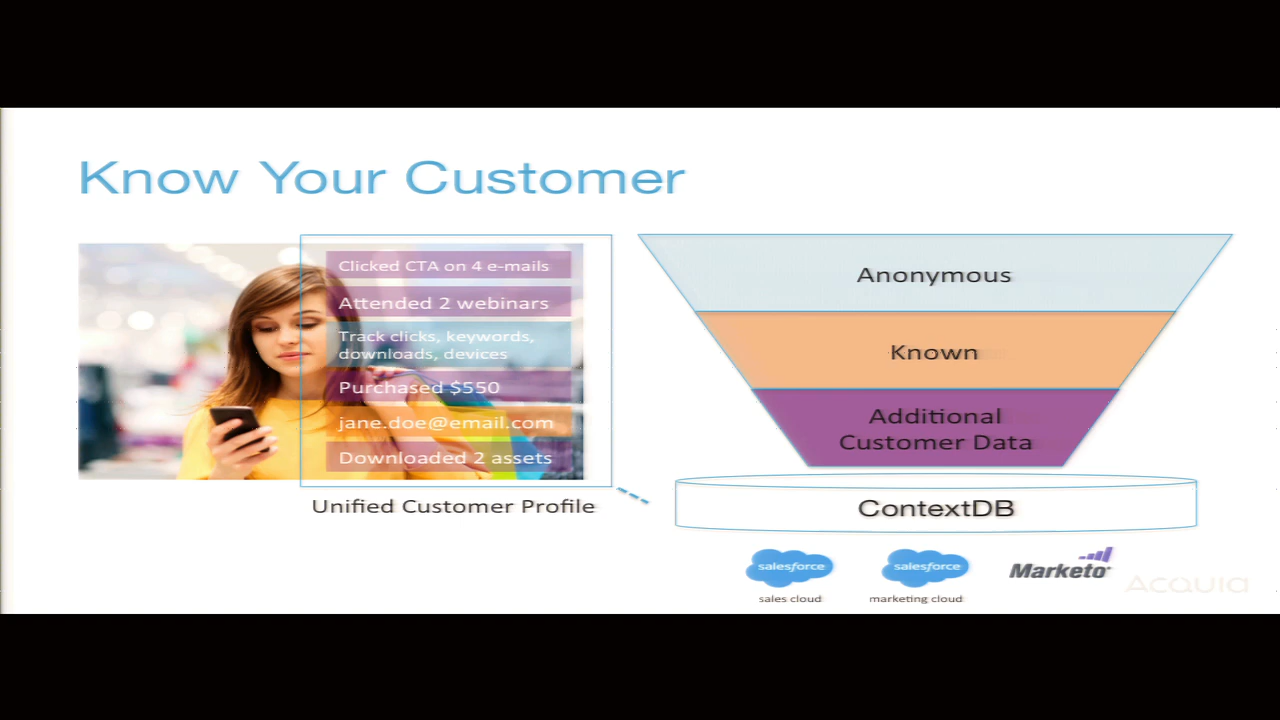 Know Your Customer
Clicked CTA on 4 e-mails
Attended 2 webinars
Track clicks, keywords,
downloads, devices
Purchased $550
jane.doe@email.com
Downloaded 2 assets
Unified Customer Profile
Anonymous
Known
Additional
Customer Data
ContextDB
salesforce
sales cloud
salesforce
marketing cloud
Marketo
Acquia